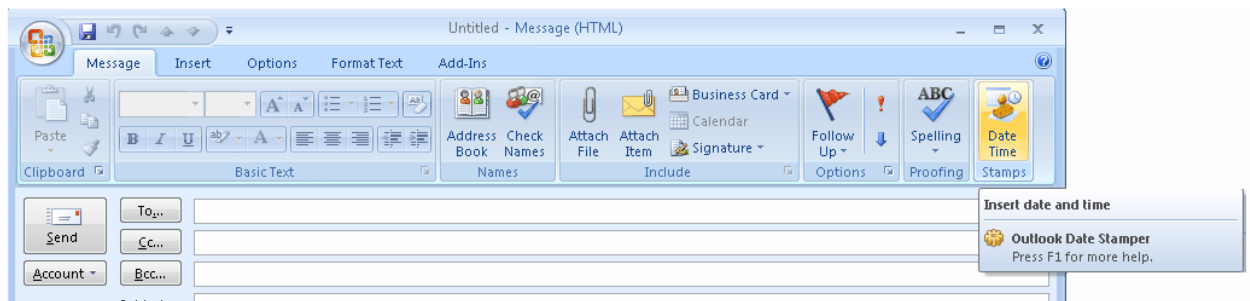 Untitled - Message (HTML)
Message Insert Options Format Text Add-Ins
Paste
Clipboard
B I U ab A
A A
Basic Text
Address Book
Check Names
Names
Attach File
Attach Item
Business Card
Calendar
Signature
Include
Follow Up
Options
ABC
Spelling
Proofing
Date Time
Stamps
Send
Account
To...
Cc...
Bcc...
Insert date and time
Outlook Date Stamper
Press F1 for more help.